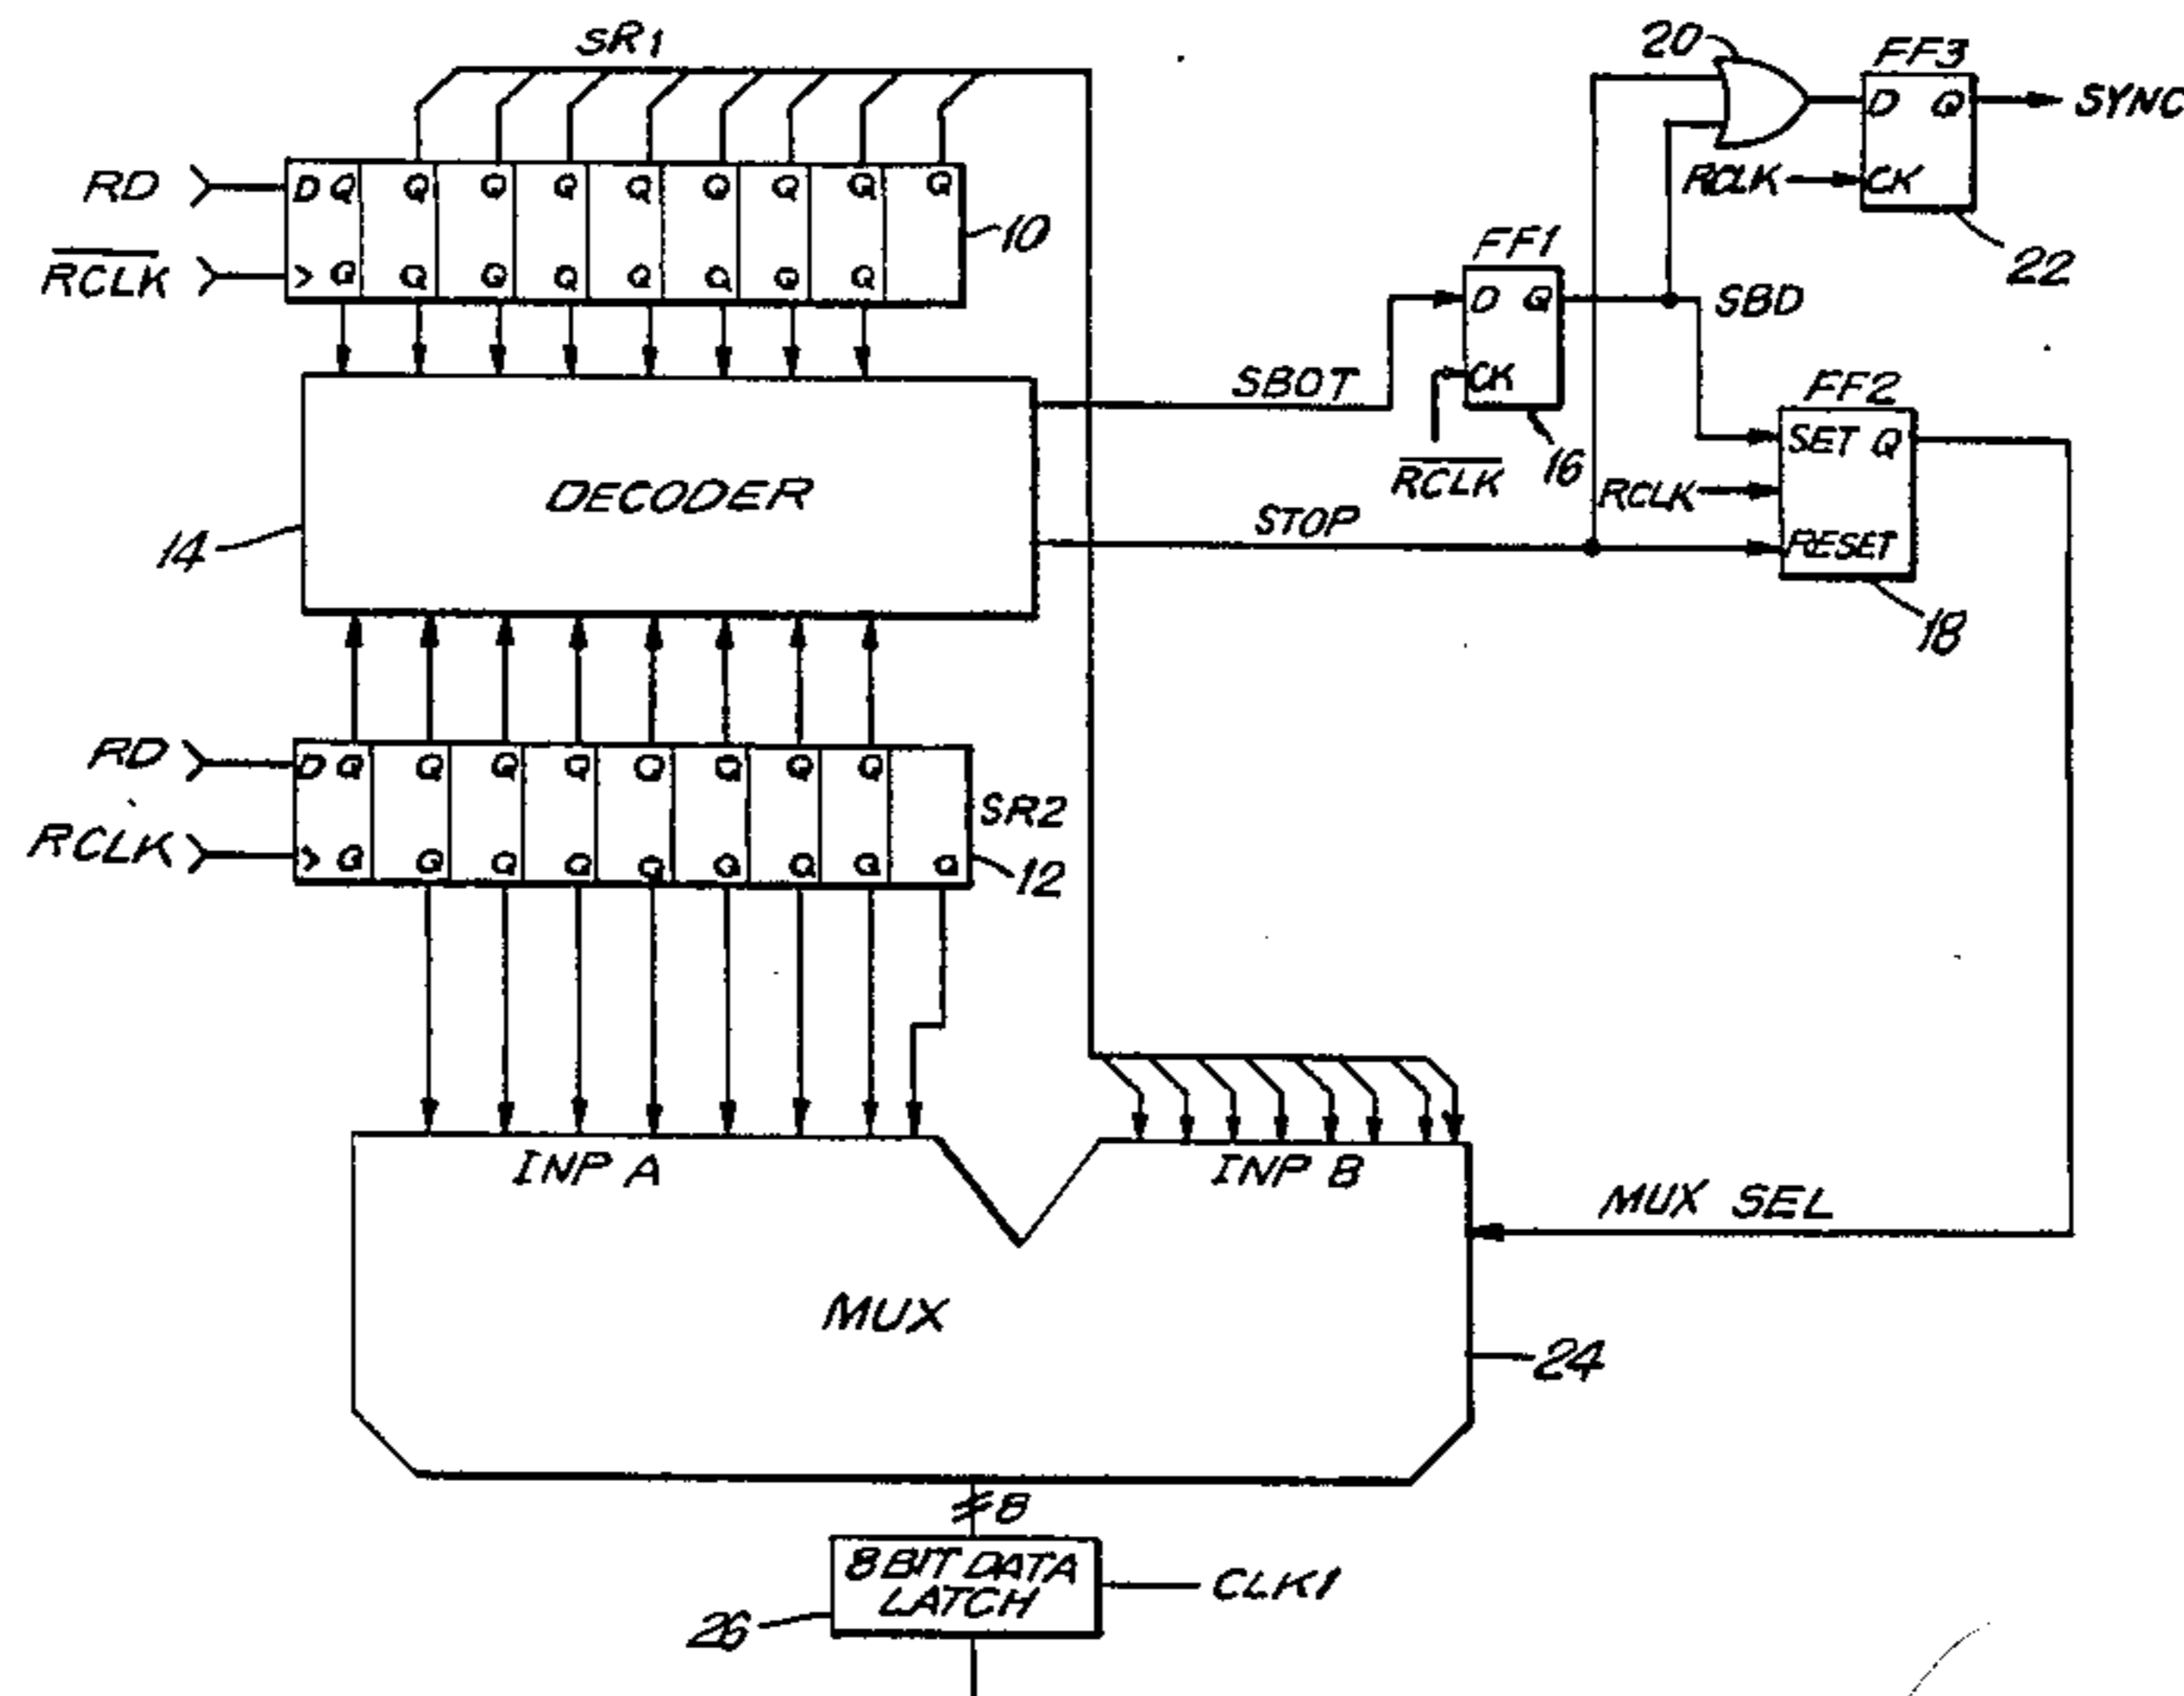 SR1
20
FF3
D Q
SYNC
RCLK
CK
22
RD
D Q Q Q Q Q Q Q Q Q
RCLK
> Q Q Q Q Q Q Q Q
10
FF1
D Q
CK
SBD
RCLK
16
SBOT
FF2
SET Q
RCLK
RESET
18
STOP
DECODER
14
RD
D Q Q Q Q Q Q Q Q
SR2
RCLK
> Q Q Q Q Q Q Q Q Q
12
INP A
INP B
MUX SEL
MUX
24
8
8 BIT DATA
LATCH
CLK1
26